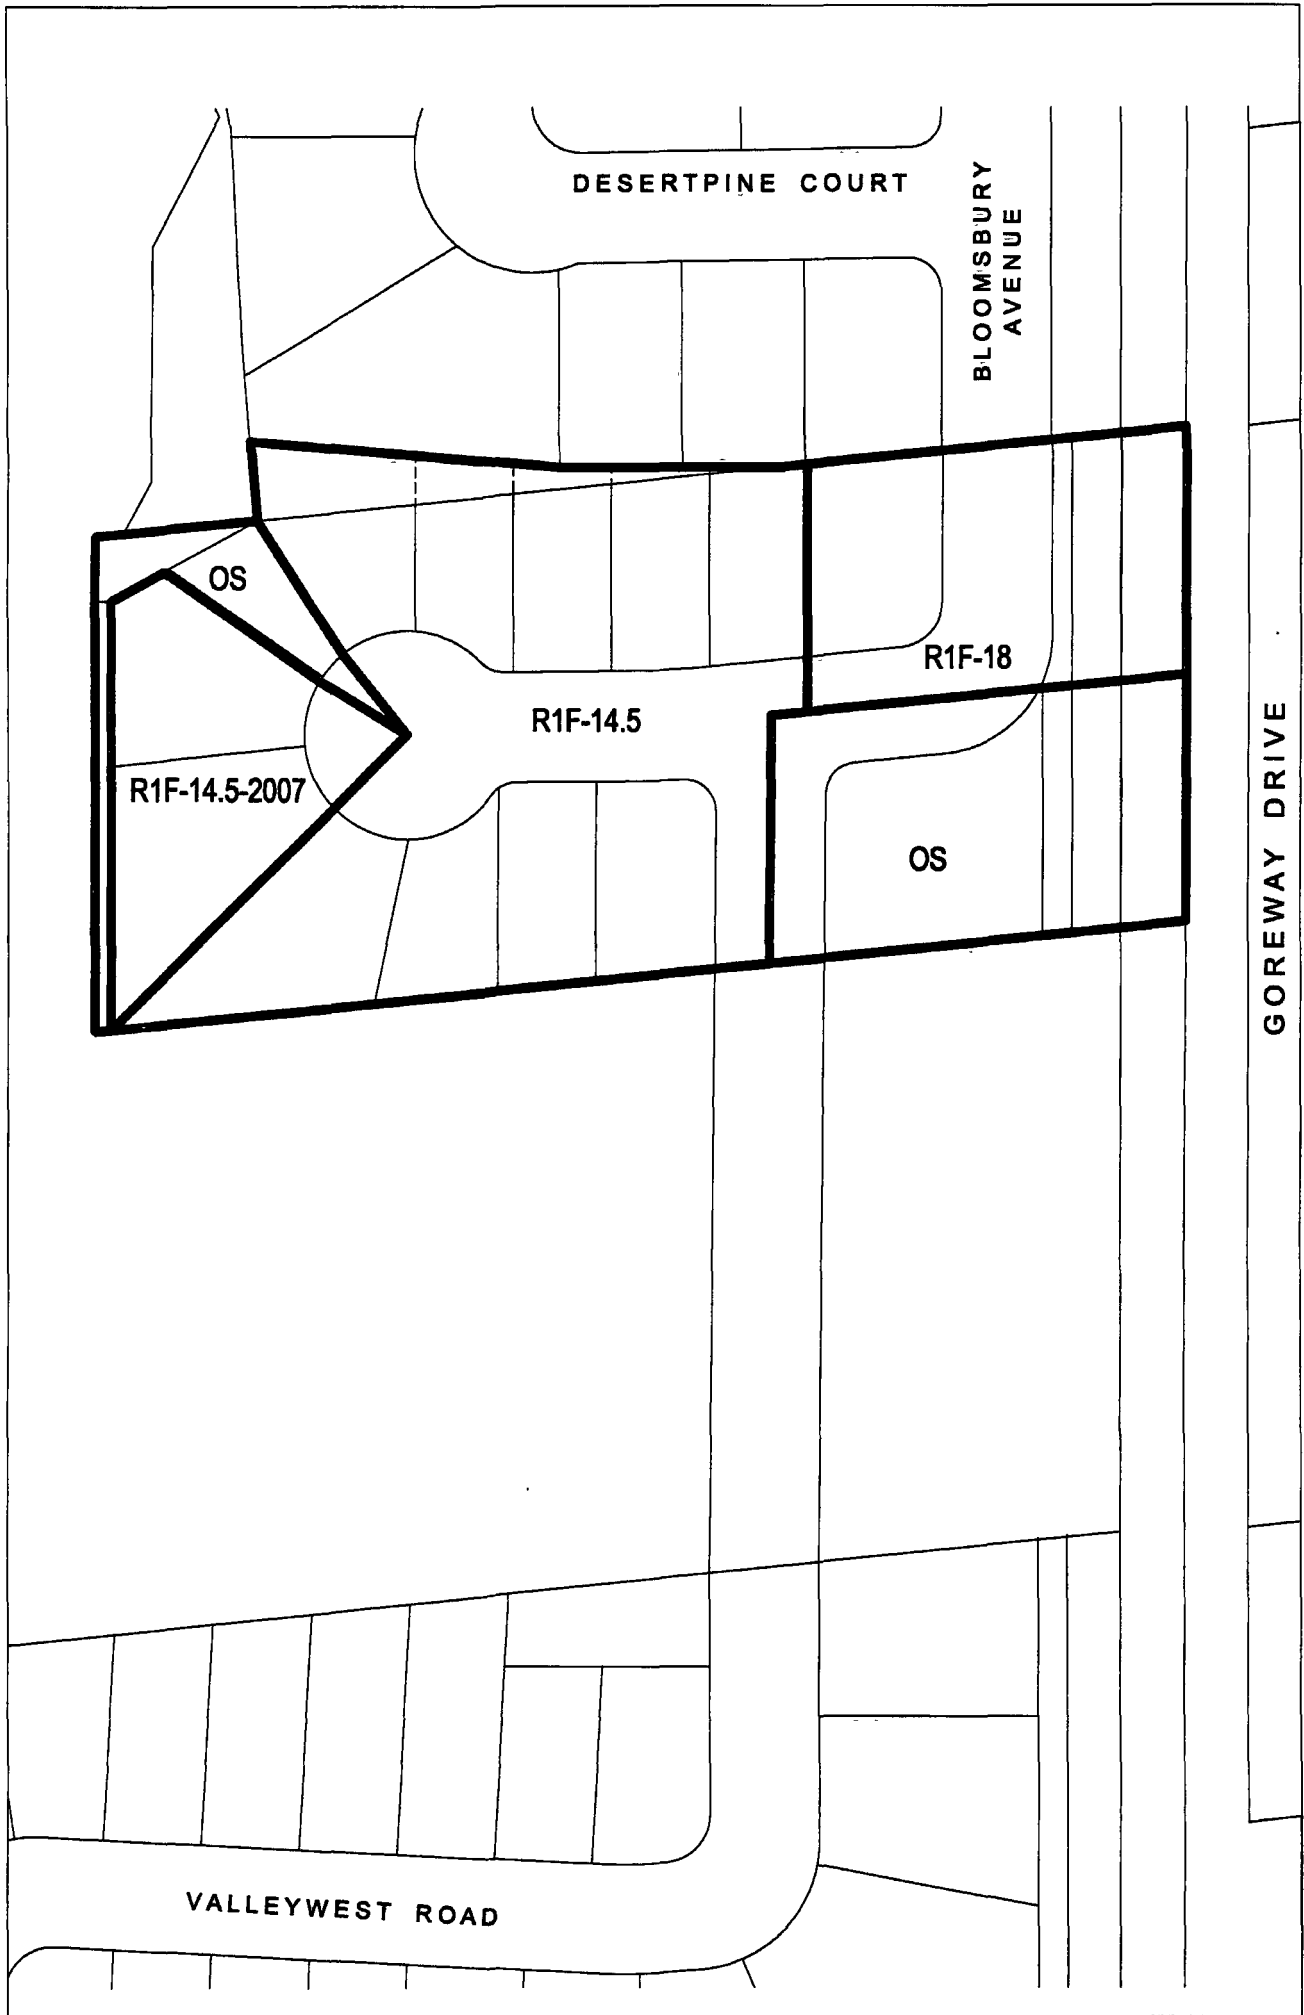 DESERTPINE COURT
BLOOMSBURY
AVENUE
OS
R1F-18
R1F-14.5
R1F-14.5-2007
OS
GOREWAY DRIVE
VALLEYWEST ROAD